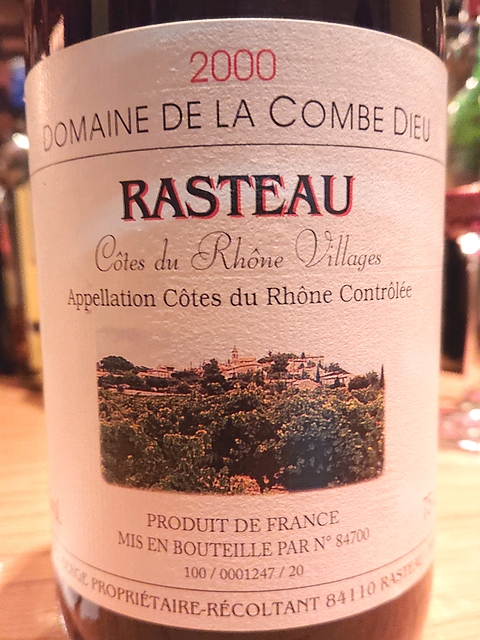 2000
DOMAINE DE LA COMBE DIEU
RASTEAU
Côtes du Rhône Villages
Appellation Côtes du Rhône Contrôlée
PRODUIT DE FRANCE
MIS EN BOUTEILLE PAR N° 84700
100 / 0001247 / 20
PROPRIÉTAIRE-RÉCOLTANT 84110 RASTEAU